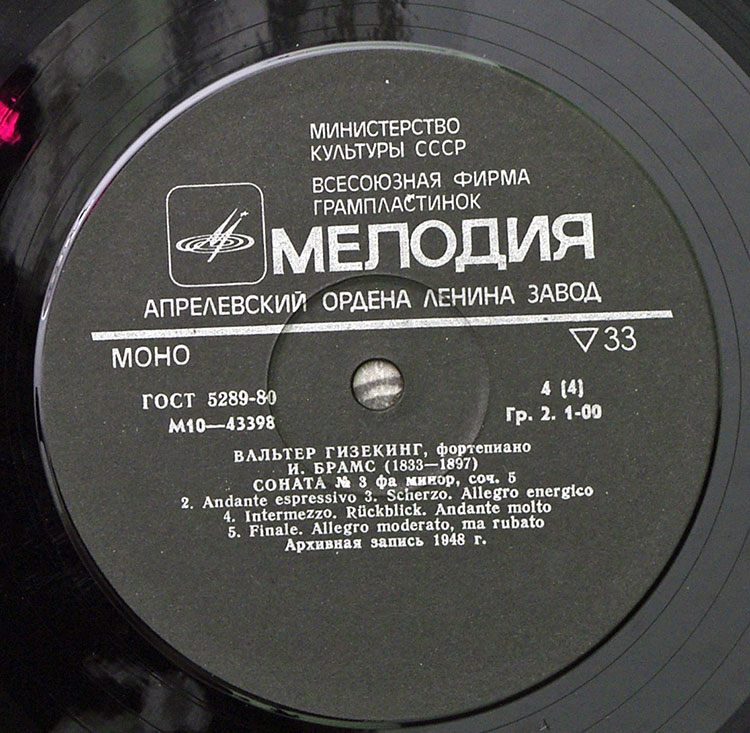 МИНИСТЕРСТВО
КУЛЬТУРЫ СССР
ВСЕСОЮЗНАЯ ФИРМА
ГРАМПЛАСТИНОК
МЕЛОДИЯ
АПРЕЛЕВСКИЙ ОРДЕНА ЛЕНИНА ЗАВОД
МОНО
▽33
ГОСТ 5289-80
4 (4)
М10—43398
Гр. 2. 1-00
ВАЛЬТЕР ГИЗЕКИНГ, фортепиано
И. БРАМС (1833—1897)
СОНАТА № 3 фа минор, соч. 5
2. Andante espressivo 3. Scherzo. Allegro energico
4. Intermezzo. Rückblick. Andante molto
5. Finale. Allegro moderato, ma rubato
Архивная запись 1948 г.